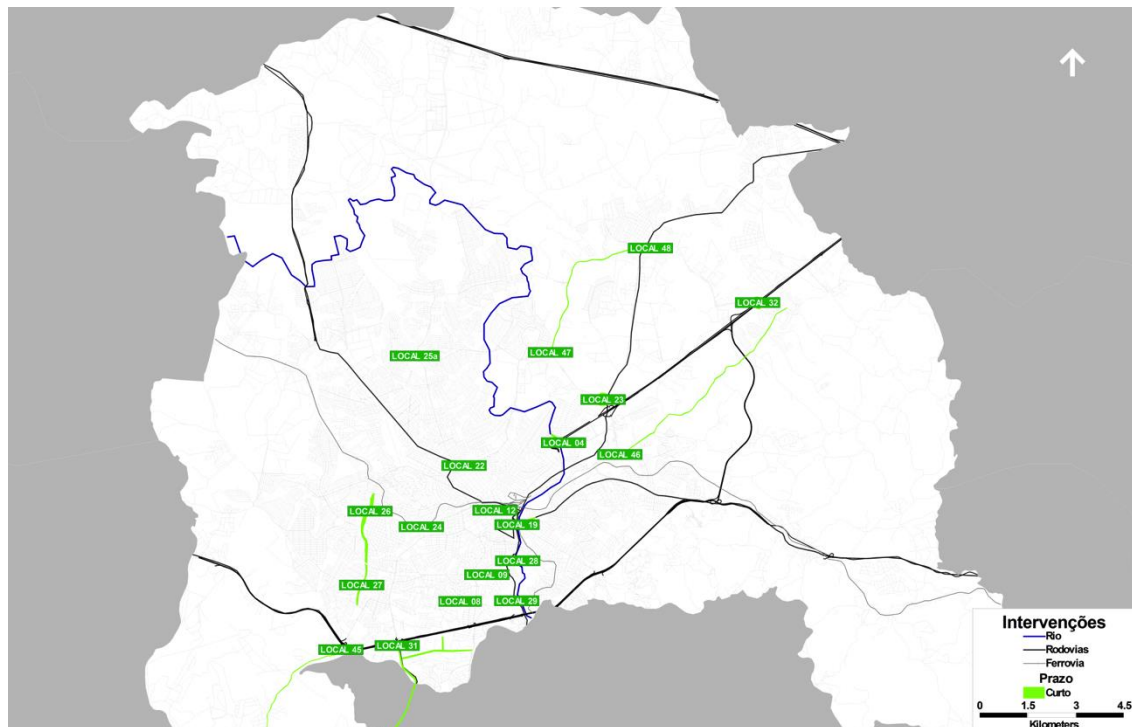 LOCAL 48
LOCAL 32
LOCAL 47
LOCAL 25a
LOCAL 23
LOCAL 04
LOCAL 46
LOCAL 22
LOCAL 26
LOCAL 12
LOCAL 24
LOCAL 19
LOCAL 28
LOCAL 09
LOCAL 27
LOCAL 08
LOCAL 29
LOCAL 45
LOCAL 31
Intervenções
Rio
Rodovias
Ferrovia
Prazo
Curto
0 1.5 3 4.5
Kilometers